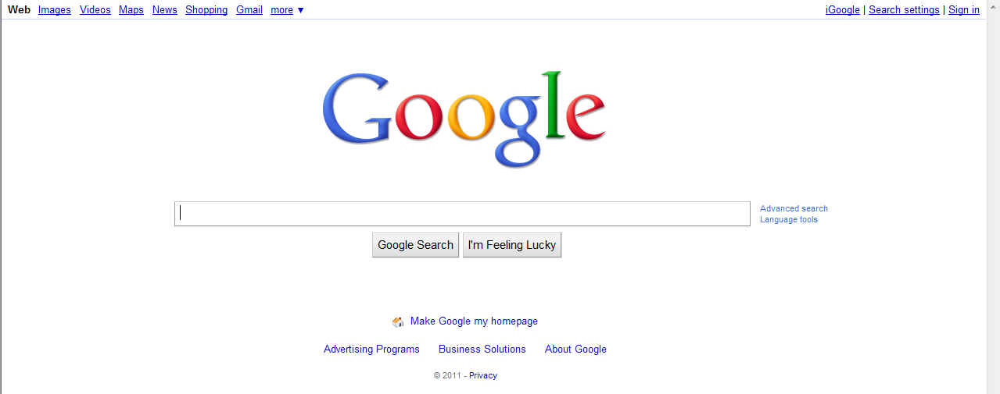 Web Images Videos Maps News Shopping Gmail more ▼ iGoogle | Search settings | Sign in
Google
Advanced search
Language tools
Google Search I'm Feeling Lucky
Make Google my homepage
Advertising Programs Business Solutions About Google
© 2011 - Privacy